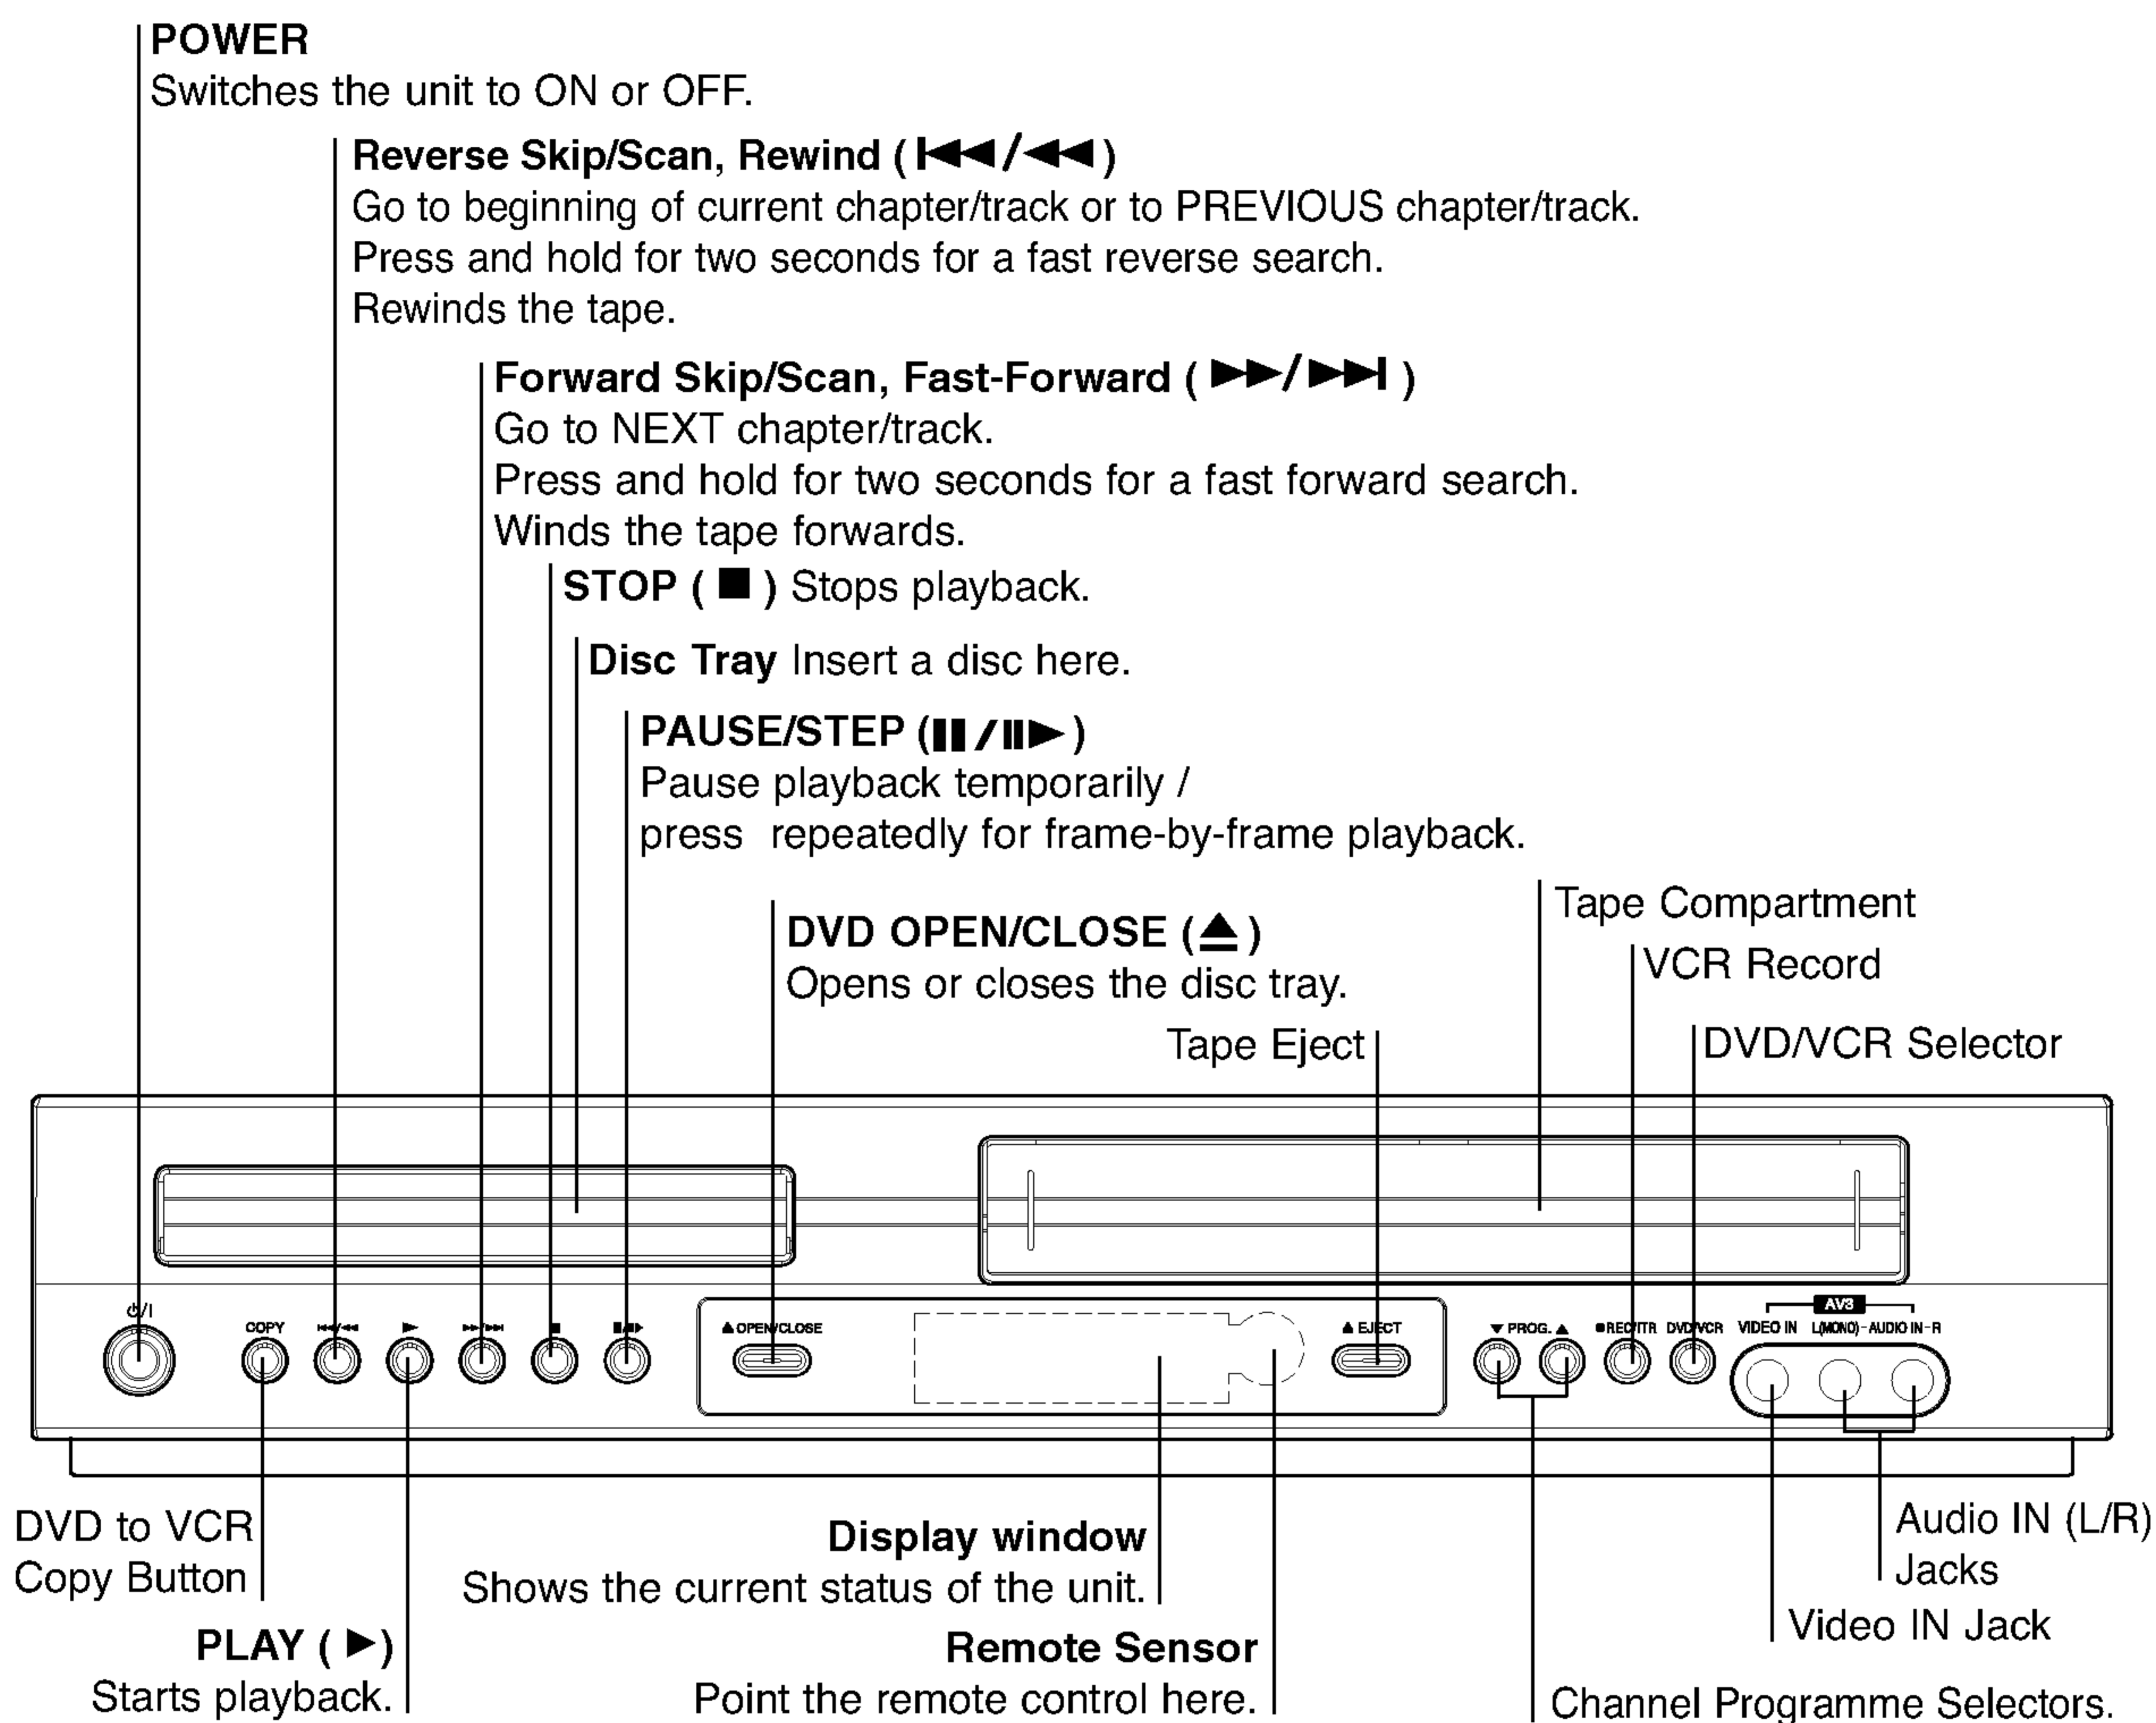 POWER
Switches the unit to ON or OFF.
Reverse Skip/Scan, Rewind (⏮/◀◀)
Go to beginning of current chapter/track or to PREVIOUS chapter/track.
Press and hold for two seconds for a fast reverse search.
Rewinds the tape.
Forward Skip/Scan, Fast-Forward (▶▶/⏭)
Go to NEXT chapter/track.
Press and hold for two seconds for a fast forward search.
Winds the tape forwards.
STOP ( ■ ) Stops playback.
Disc Tray Insert a disc here.
PAUSE/STEP (❚❚/❚❚▶)
Pause playback temporarily /
press repeatedly for frame-by-frame playback.
Tape Compartment
DVD OPEN/CLOSE (⏏)
Opens or closes the disc tray.
VCR Record
Tape Eject
DVD/VCR Selector
⏻/I
COPY
⏮/◀◀
▶
▶▶/⏭
■
❚❚/❚❚▶
▲ OPEN/CLOSE
▲ EJECT
▼ PROG. ▲
●REC/ITR
DVD/VCR
AV3
VIDEO IN L(MONO)-AUDIO IN-R
DVD to VCR
Copy Button
PLAY ( ▶)
Starts playback.
Display window
Shows the current status of the unit.
Remote Sensor
Point the remote control here.
Audio IN (L/R)
Jacks
Video IN Jack
Channel Programme Selectors.